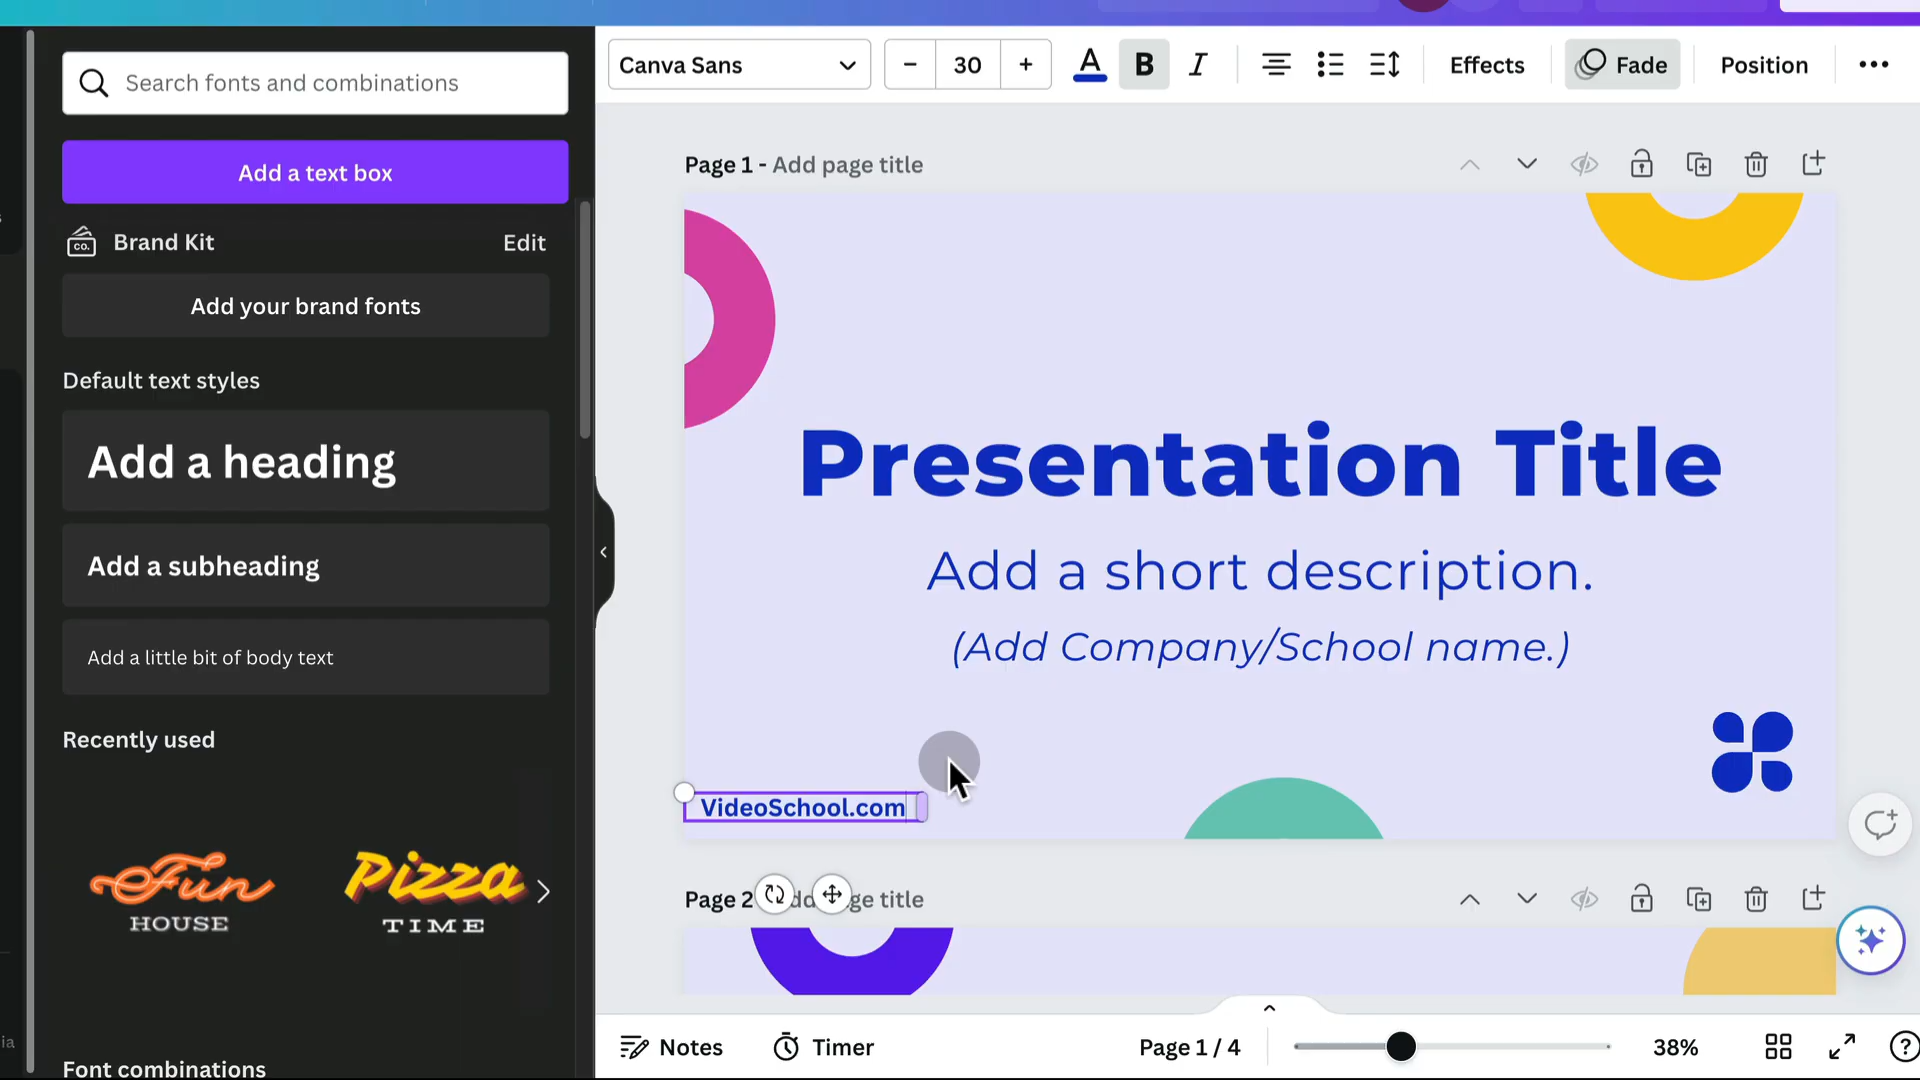 Canva Sans
30
A
B
I
Effects
Fade
Position
Search fonts and combinations
Add a text box
co.
Brand Kit
Edit
Add your brand fonts
Default text styles
Add a heading
Add a subheading
Add a little bit of body text
Recently used
Fun
HOUSE
Pizza
TIME
Font combinations
ia
s
Page 1 - Add page title
Presentation Title
Add a short description.
(Add Company/School name.)
VideoSchool.com
Page 2
ge title
Notes
Timer
Page 1 / 4
38%
?